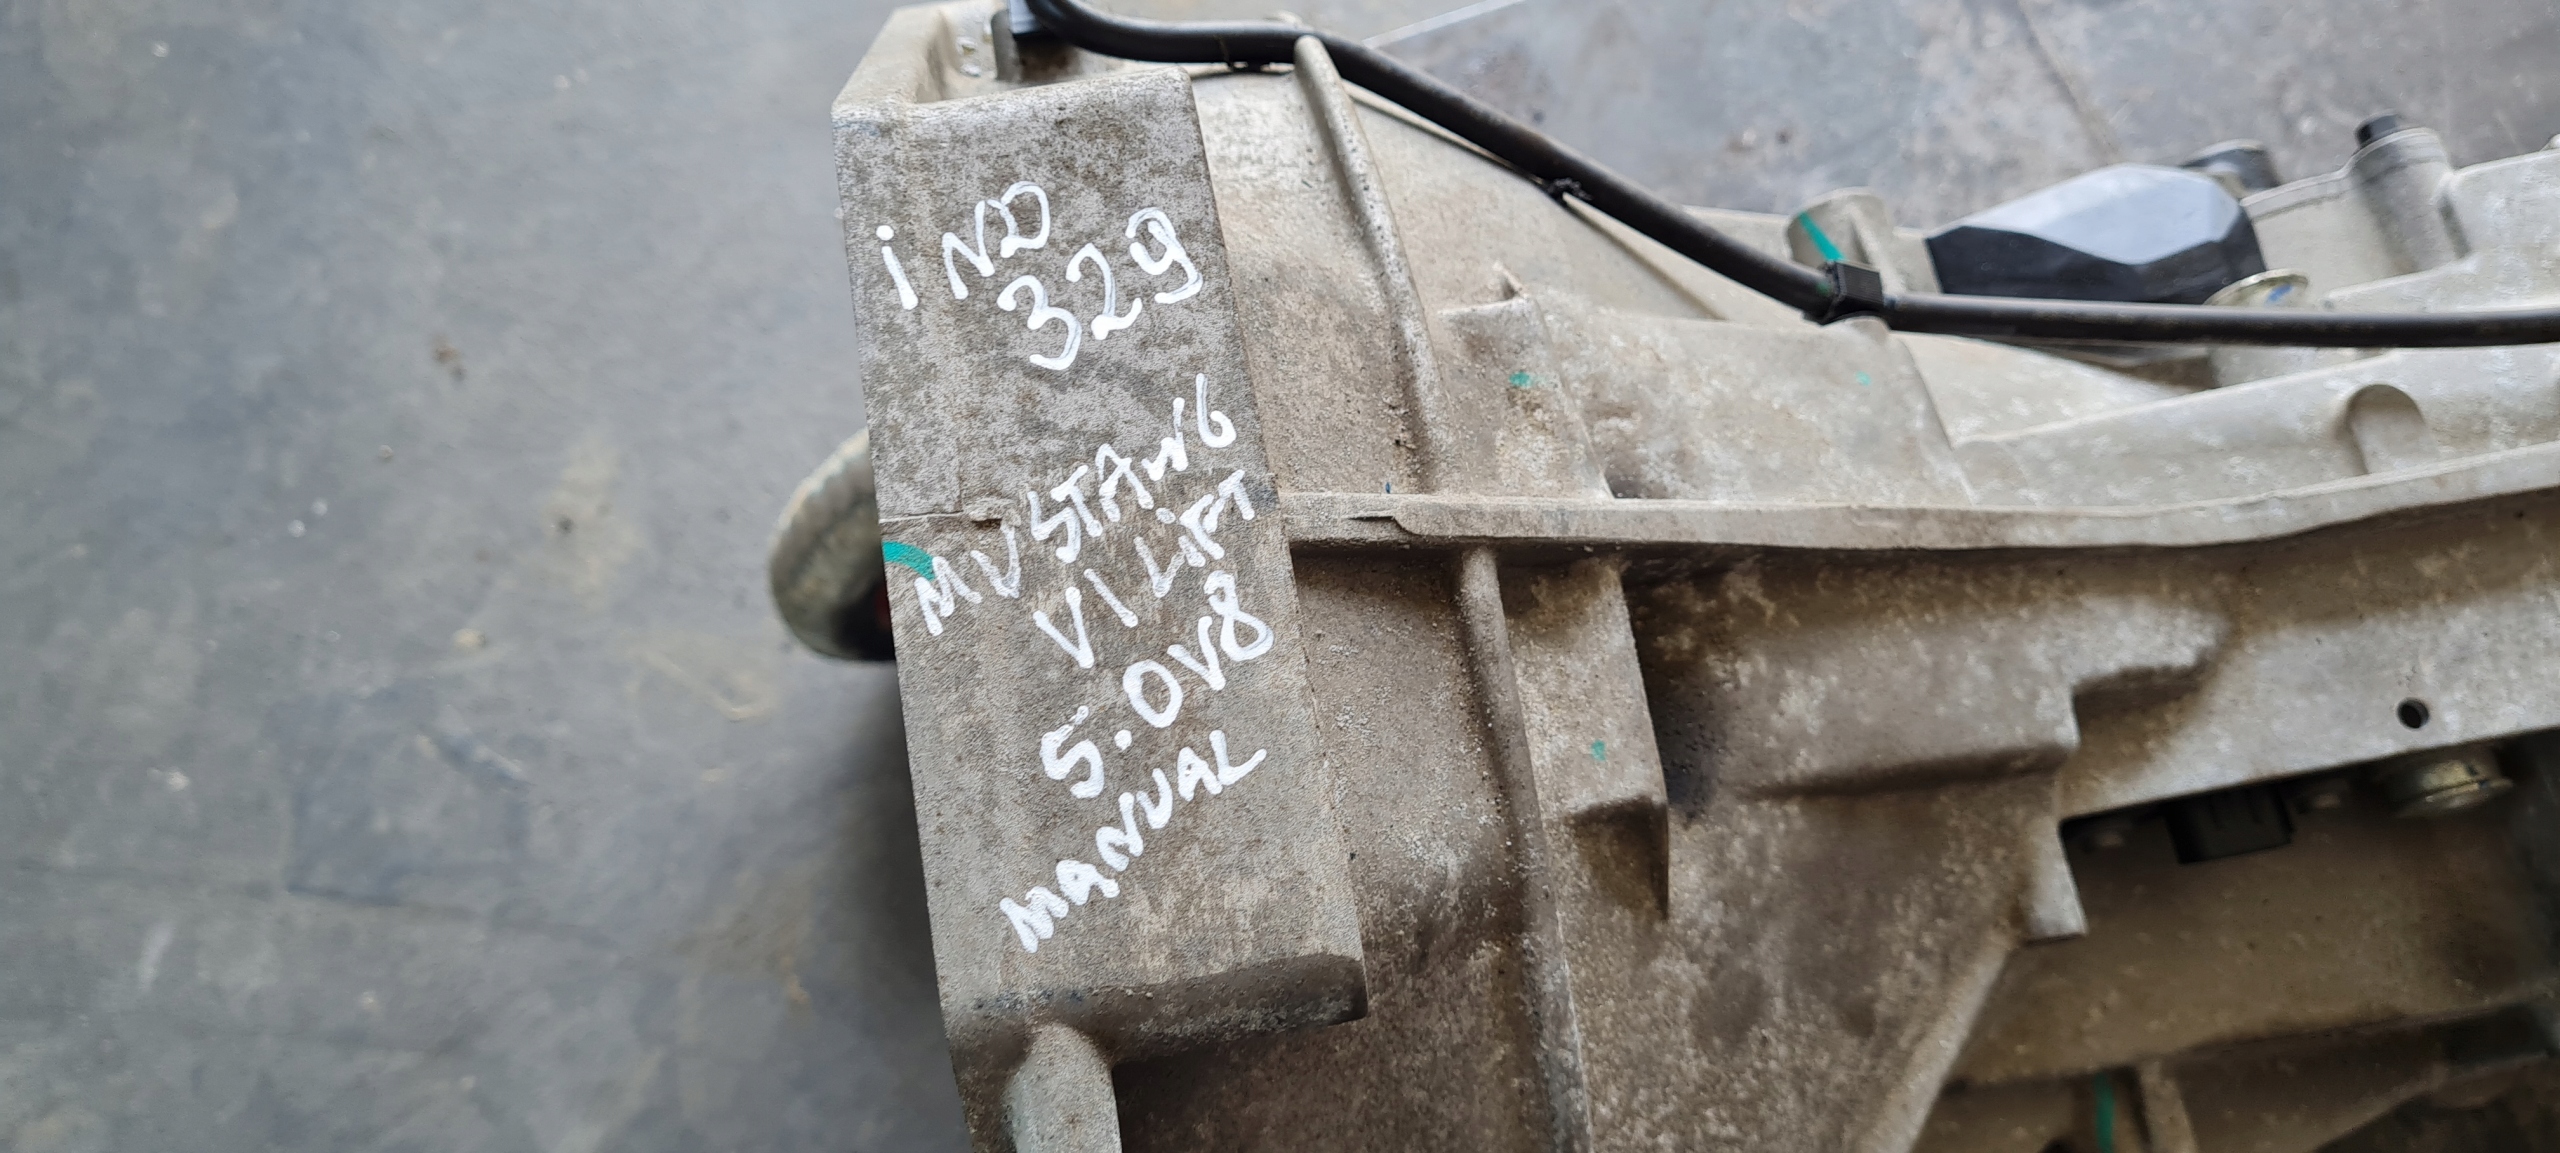 iND
329
MUSTANG
VI LiFT
5.0V8
MANUAL